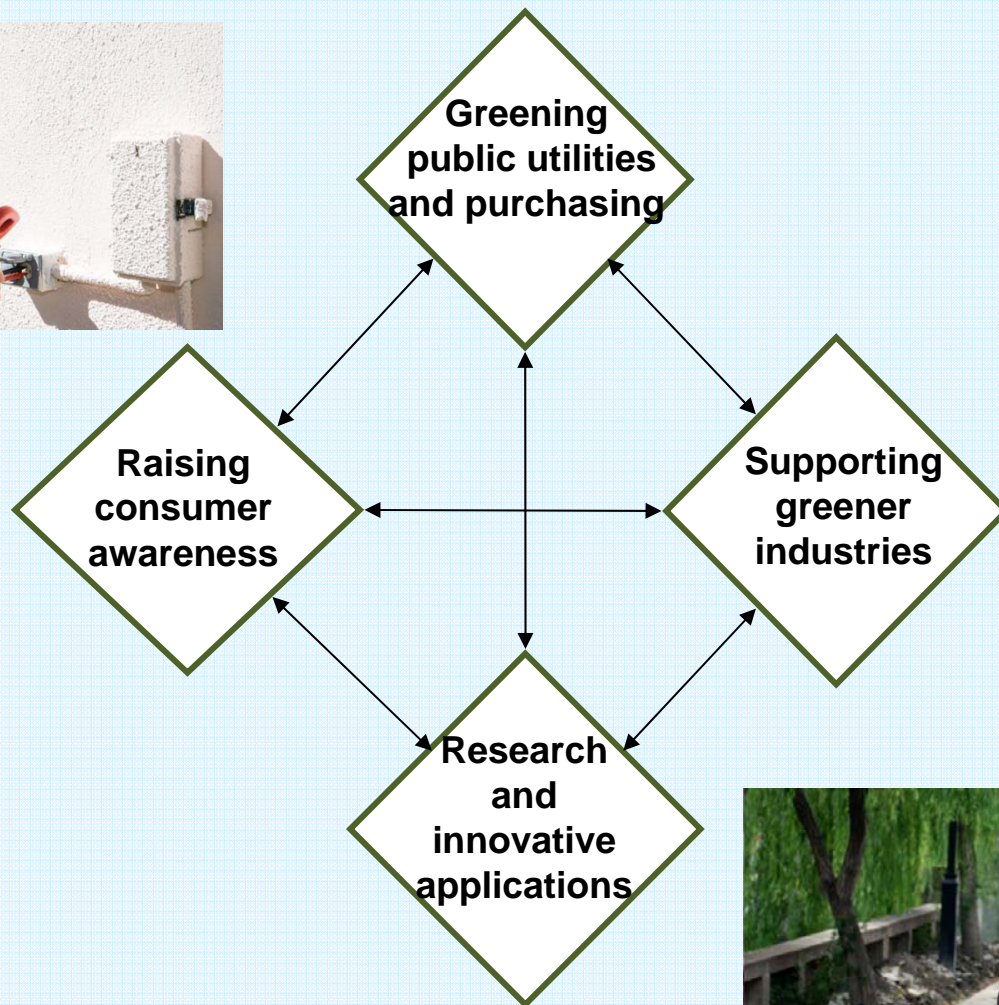 Greening
public utilities
and purchasing
Raising
consumer
awareness
Supporting
greener
industries
Research
and
innovative
applications